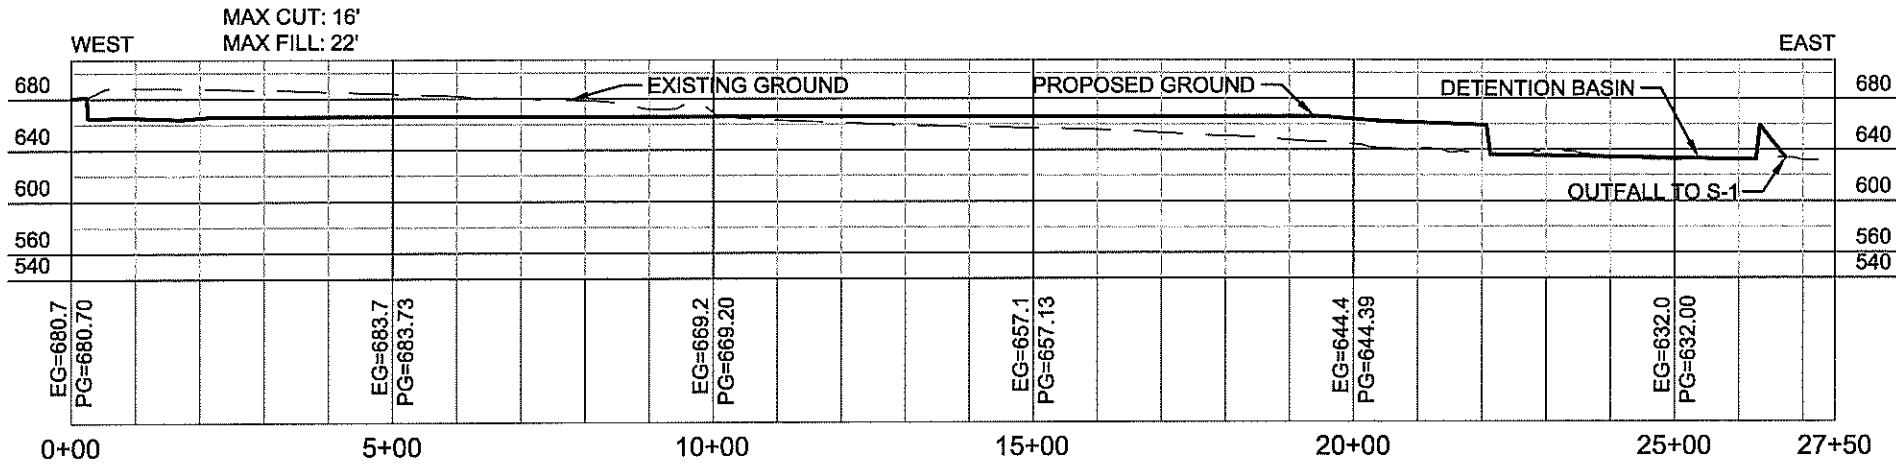 MAX CUT: 16'
MAX FILL: 22'
WEST
EAST
680
EXISTING GROUND
PROPOSED GROUND
DETENTION BASIN
680
640
640
600
OUTFALL TO S-1
600
560
560
540
540
EG=680.7
PG=680.70
EG=683.7
PG=683.73
EG=669.2
PG=669.20
EG=657.1
PG=657.13
EG=644.4
PG=644.39
EG=632.0
PG=632.00
0+00
5+00
10+00
15+00
20+00
25+00
27+50